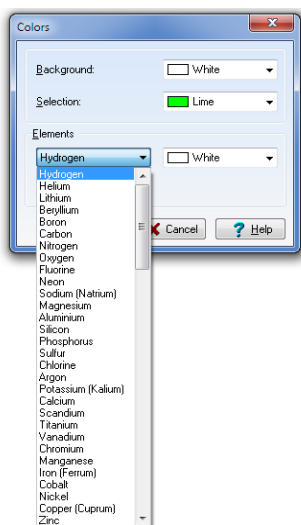 Colors
Background: White
Selection: Lime
Elements
Hydrogen White
Hydrogen
Helium
Lithium
Beryllium
Boron
Carbon
Nitrogen
Oxygen
Fluorine
Neon
Sodium (Natrium)
Magnesium
Aluminium
Silicon
Phosphorus
Sulfur
Chlorine
Argon
Potassium (Kalium)
Calcium
Scandium
Titanium
Vanadium
Chromium
Manganese
Iron (Ferrum)
Cobalt
Nickel
Copper (Cuprum)
Zinc
Cancel Help